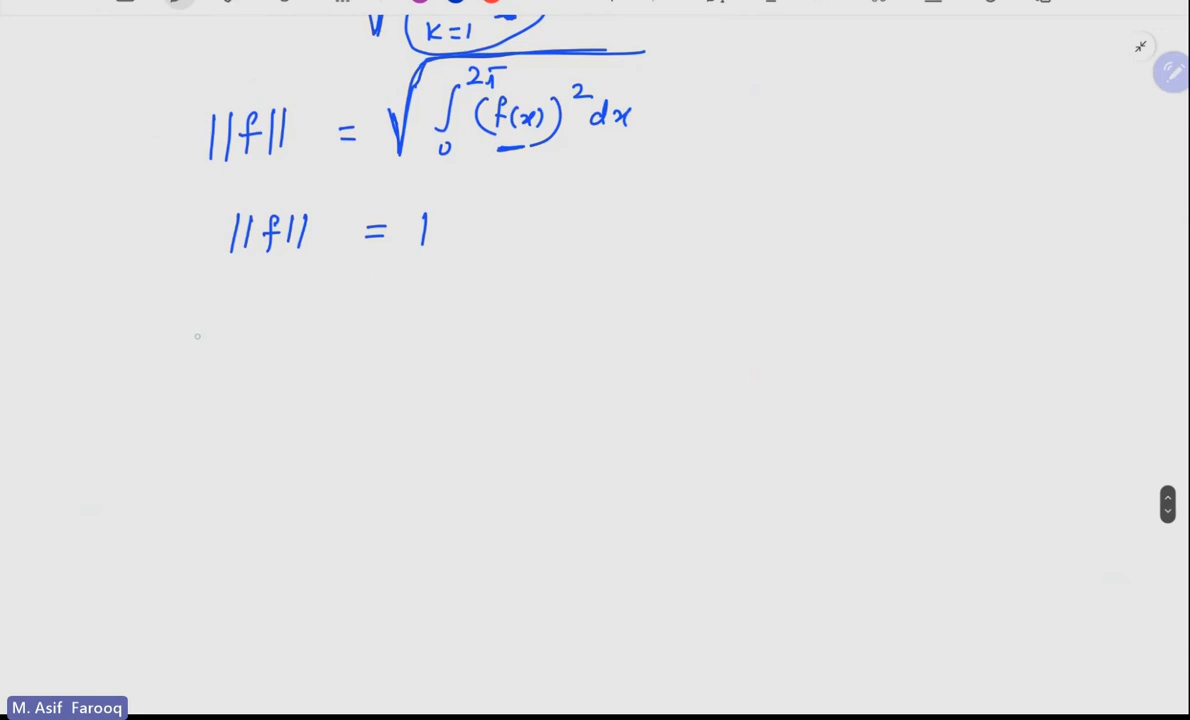 √ K=1
||f|| = √ ∫₀^2π (f(x))² dx
||f|| = 1
M. Asif Farooq